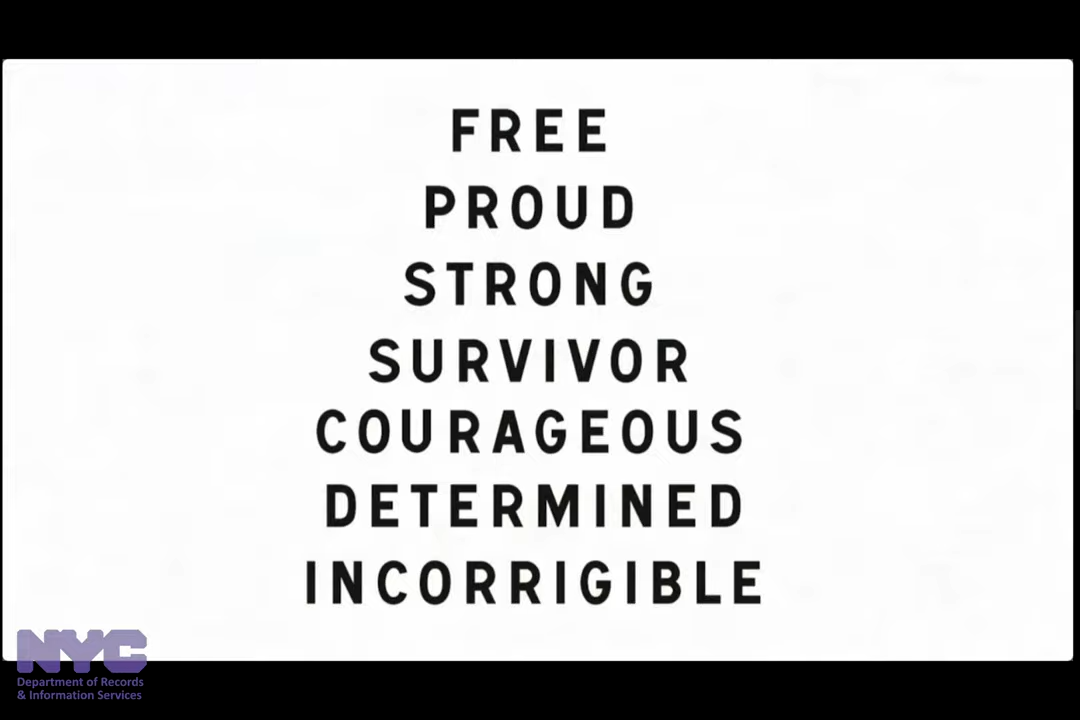 FREE
PROUD
STRONG
SURVIVOR
COURAGEOUS
DETERMINED
INCORRIGIBLE
NYC
Department of Records
& Information Services